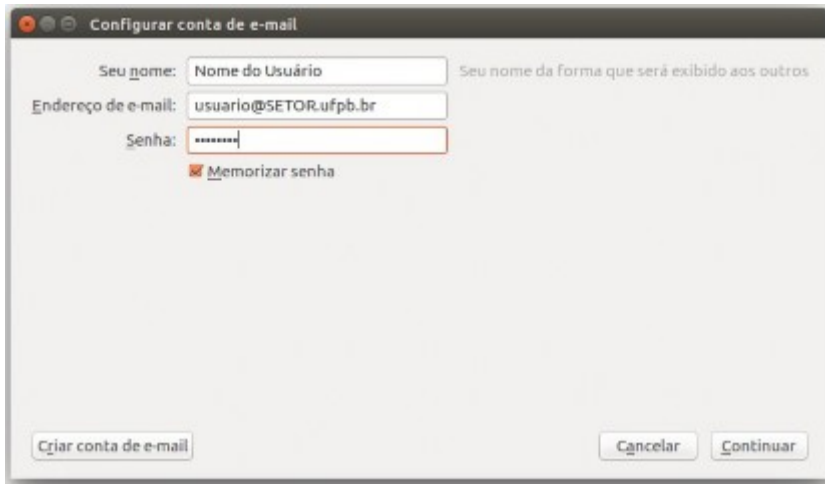 Configurar conta de e-mail
Seu nome: Nome do Usuário Seu nome da forma que será exibido aos outros
Endereço de e-mail: usuario@SETOR.ufpb.br
Senha: ••••••••
Memorizar senha
Criar conta de e-mail Cancelar Continuar